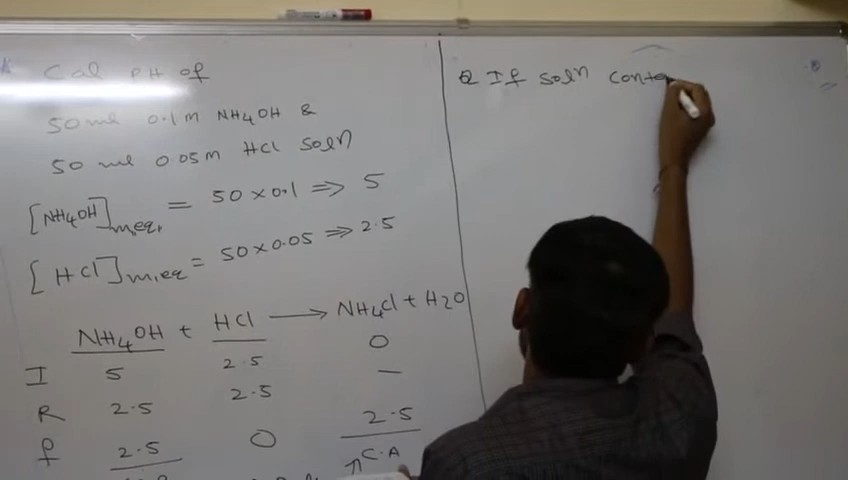 Cal PH of
50 ml 0.1 m NH₄OH &
50 ml 0.05 m HCl soln
[NH₄OH]m.eq. = 50×0.1 ⇒ 5
[HCl]m.eq = 50×0.05 ⇒ 2.5
NH₄OH + HCl ⟶ NH₄Cl + H₂O
I 5 2.5 0
R 2.5 2.5 —
f 2.5 0 2.5
C.A
Q If soln conta